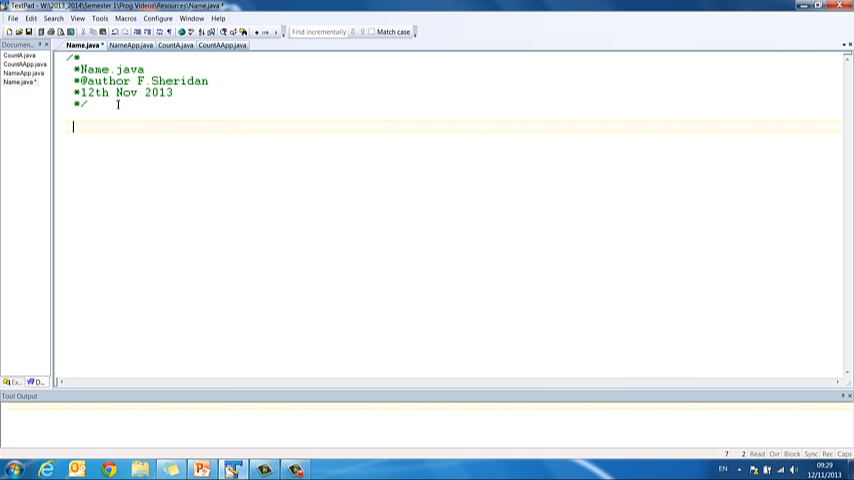 TextPad - W:\2013_2014\Semester 1\Prog Videos\Resources\Name.java *
File Edit Search View Tools Macros Configure Window Help
Find incrementally Match case
Documen...
Name.java * NameApp.java CountA.java CountAApp.java
CountA.java
CountAApp.java
NameApp.java
Name.java *
/*
*Name.java
*@author F.Sheridan
*12th Nov 2013
*/
Ex... D...
Tool Output
7 2 Read Ovr Block Sync Rec Caps
EN 09:29
12/11/2013